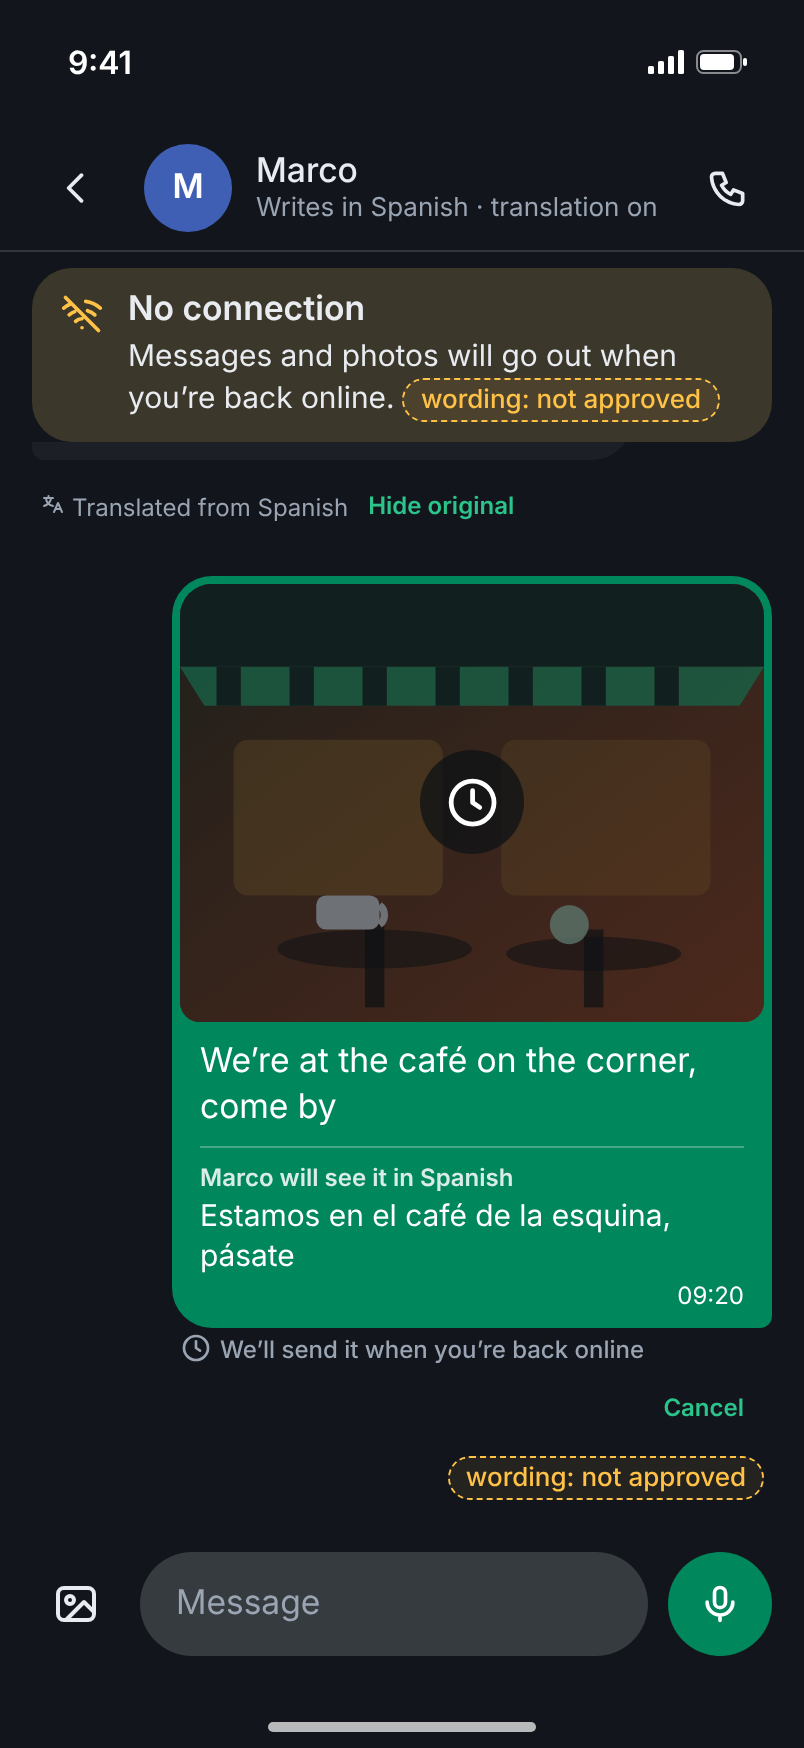 9:41
M
Marco
Writes in Spanish · translation on
No connection
Messages and photos will go out when
you’re back online. wording: not approved
Translated from Spanish Hide original
We’re at the café on the corner,
come by
Marco will see it in Spanish
Estamos en el café de la esquina,
pásate
09:20
We’ll send it when you’re back online
Cancel
wording: not approved
Message